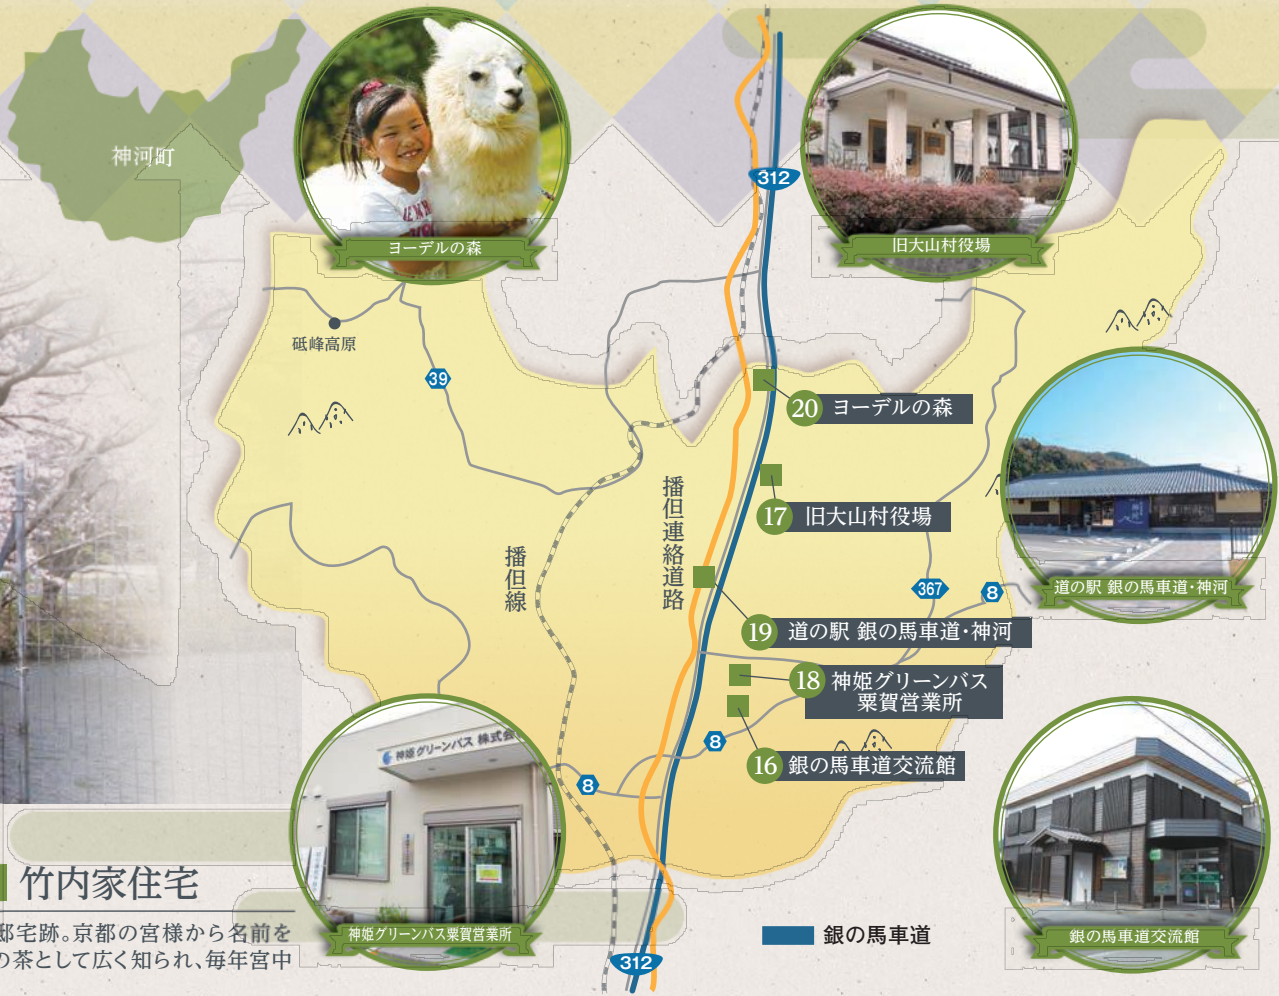 神河町
ヨーデルの森
旧大山村役場
312
砥峰高原
39
20 ヨーデルの森
17 旧大山村役場
播但連絡道路
播但線
367
8
道の駅 銀の馬車道・神河
19 道の駅 銀の馬車道・神河
18 神姫グリーンバス
粟賀営業所
8
16 銀の馬車道交流館
8
神姫グリーンバス 株式会
神姫グリーンバス粟賀営業所
銀の馬車道交流館
竹内家住宅
邸宅跡。京都の宮様から名前を
の茶として広く知られ、毎年宮中
312
銀の馬車道